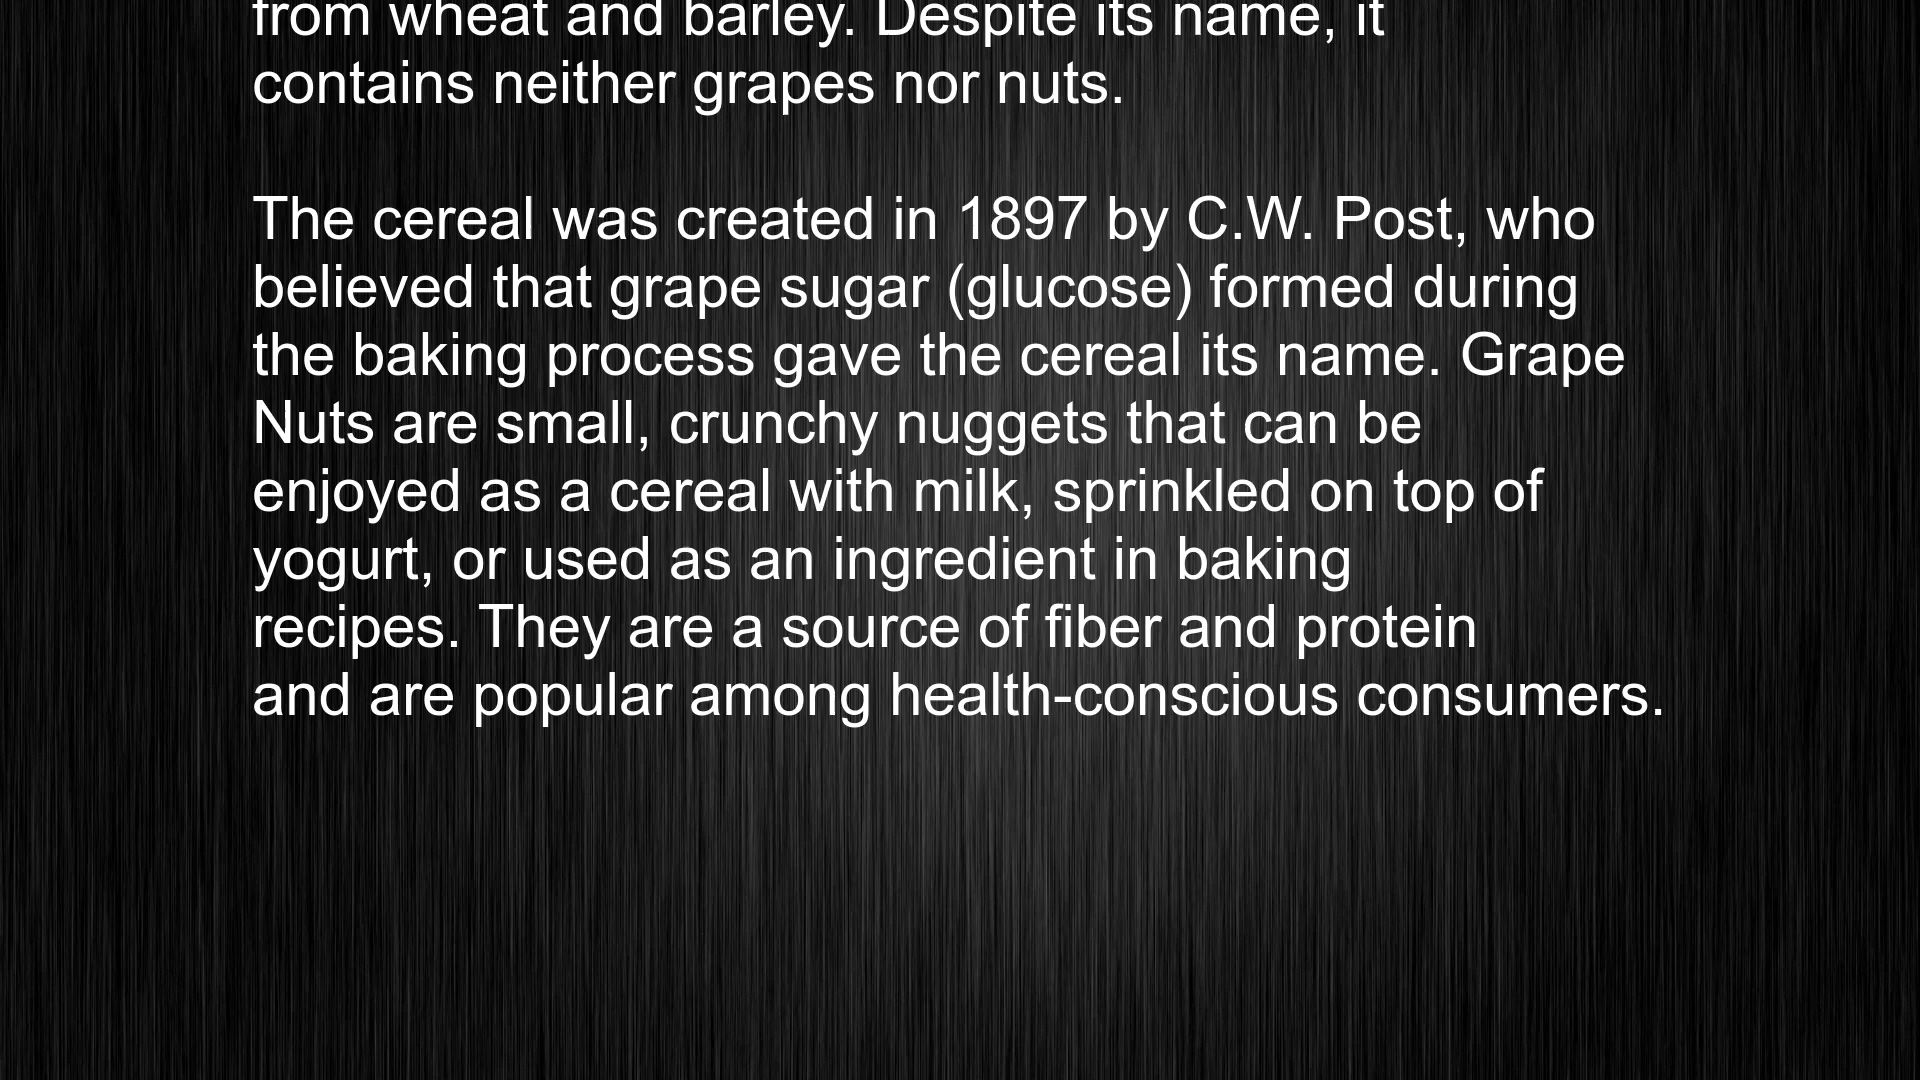 from wheat and barley. Despite its name, it
contains neither grapes nor nuts.
The cereal was created in 1897 by C.W. Post, who
believed that grape sugar (glucose) formed during
the baking process gave the cereal its name. Grape
Nuts are small, crunchy nuggets that can be
enjoyed as a cereal with milk, sprinkled on top of
yogurt, or used as an ingredient in baking
recipes. They are a source of fiber and protein
and are popular among health-conscious consumers.